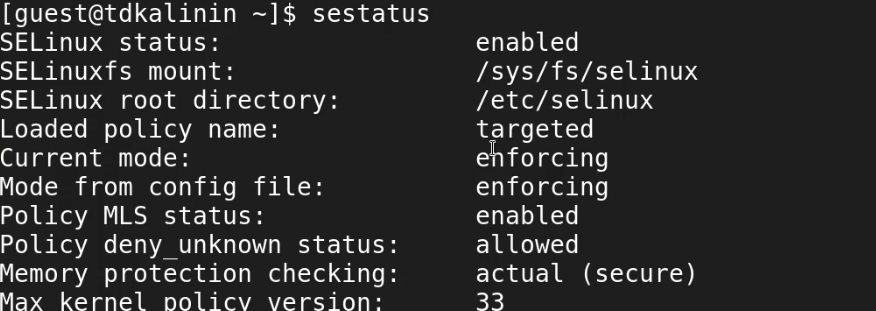 [guest@tdkalinin ~]$ sestatus
SELinux status:                 enabled
SELinuxfs mount:                /sys/fs/selinux
SELinux root directory:         /etc/selinux
Loaded policy name:             targeted
Current mode:                   enforcing
Mode from config file:          enforcing
Policy MLS status:              enabled
Policy deny_unknown status:     allowed
Memory protection checking:     actual (secure)
Max kernel policy version:      33